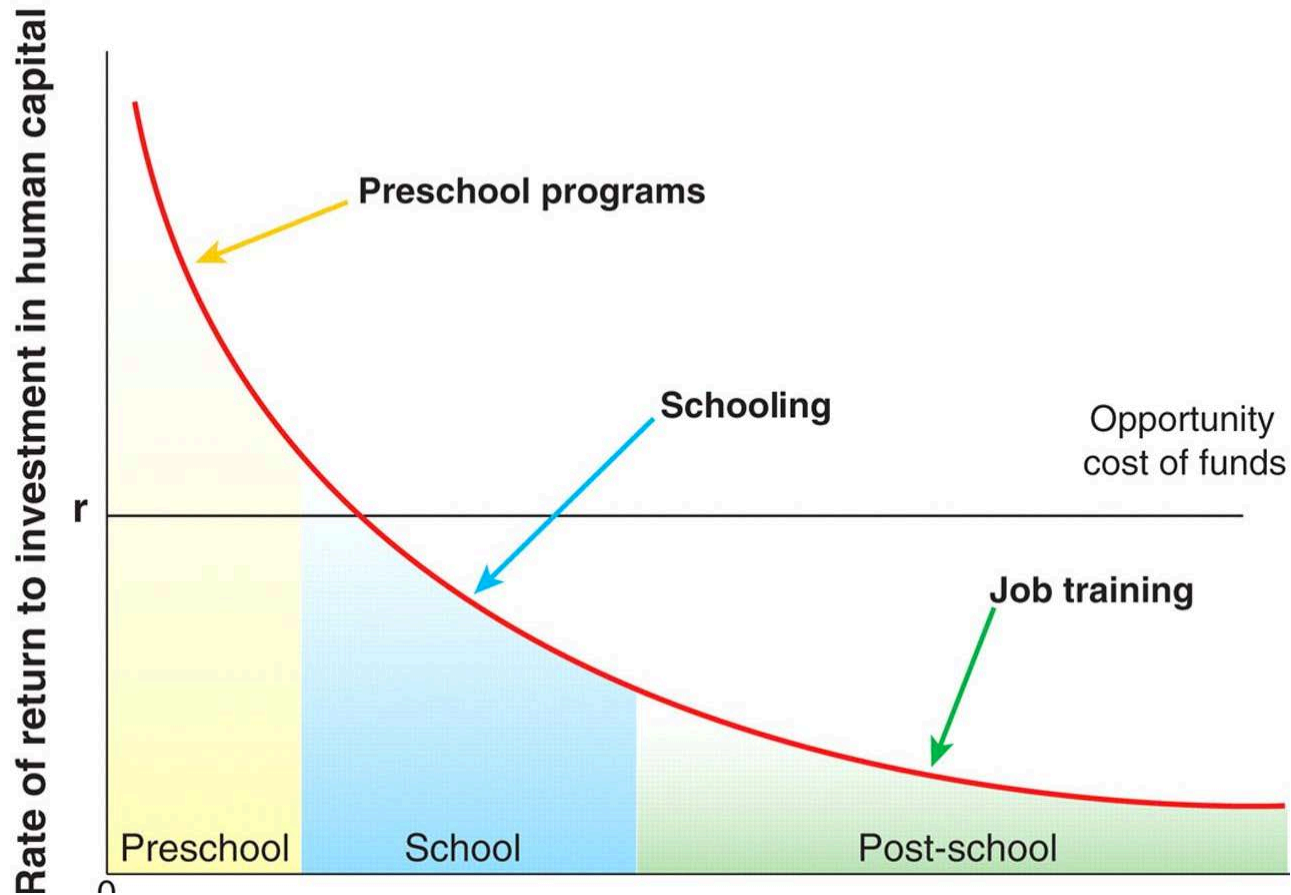 Rate of return to investment in human capital
Preschool programs
Schooling
Opportunity
cost of funds
r
Job training
Preschool
School
Post-school
0